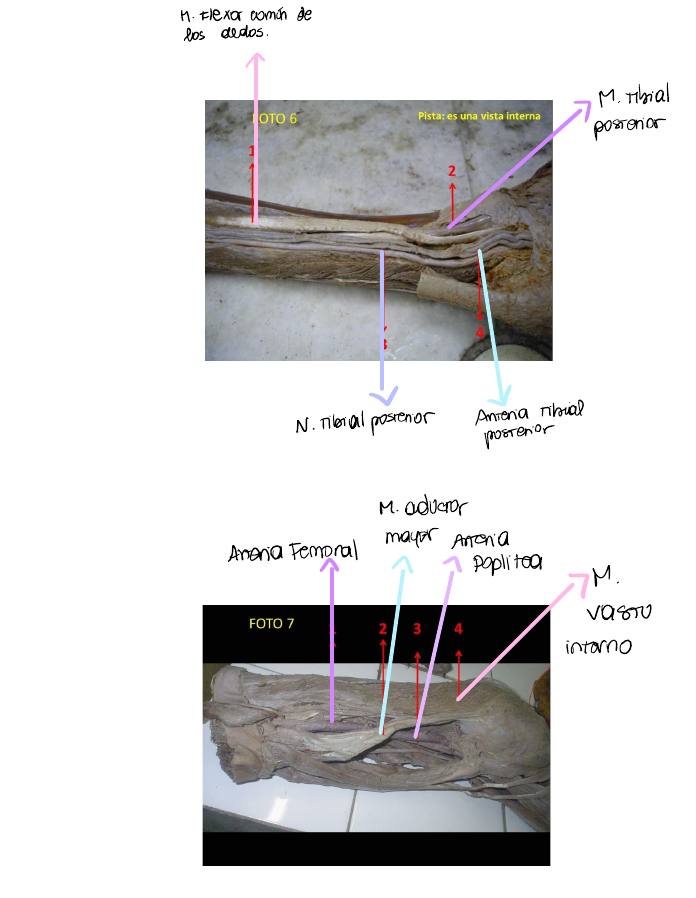 M. Flexor común de
los dedos.
FOTO 6
Pista: es una vista interna
M. Tibial
posterior
1
2
3
4
N. Tibial posterior
Arteria Tibial
posterior
M. aductor
mayor
Arteria
Poplitea
Arteria Femoral
M.
vasto
interno
FOTO 7
2
3
4